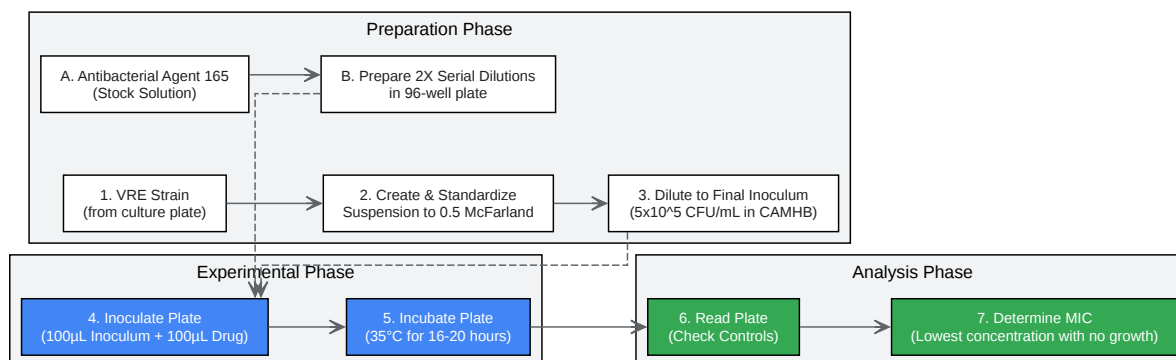 Preparation Phase
A. Antibacterial Agent 165
(Stock Solution)
B. Prepare 2X Serial Dilutions
in 96-well plate
1. VRE Strain
(from culture plate)
2. Create & Standardize
Suspension to 0.5 McFarland
3. Dilute to Final Inoculum
(5x10^5 CFU/mL in CAMHB)
Experimental Phase
4. Inoculate Plate
(100µL Inoculum + 100µL Drug)
5. Incubate Plate
(35°C for 16-20 hours)
Analysis Phase
6. Read Plate
(Check Controls)
7. Determine MIC
(Lowest concentration with no growth)